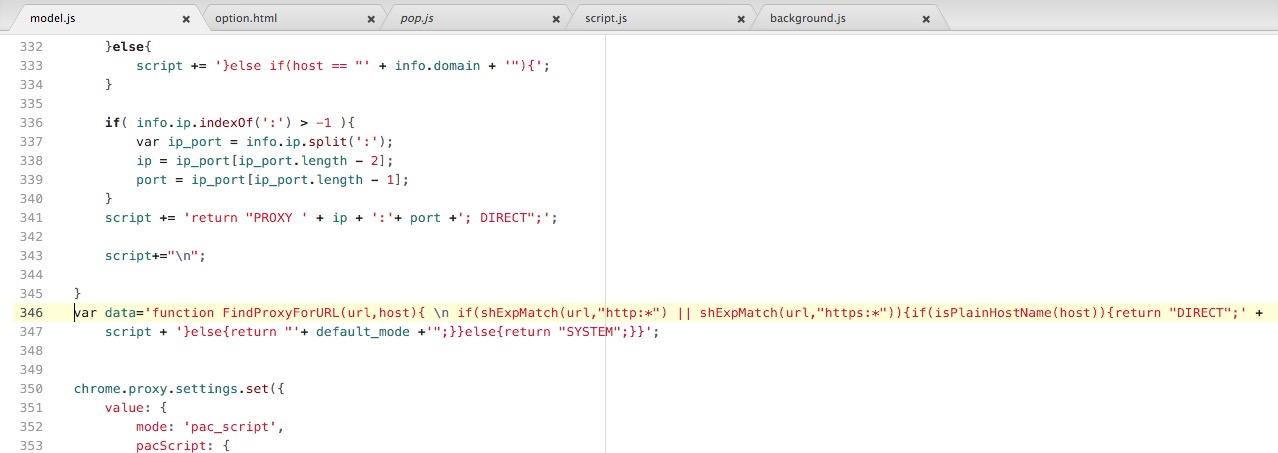 model.js × option.html × pop.js × script.js × background.js ×
332 }else{
333 script += '}else if(host == "' + info.domain + '"){';
334 }
335
336 if( info.ip.indexOf(':') > -1 ){
337 var ip_port = info.ip.split(':');
338 ip = ip_port[ip_port.length - 2];
339 port = ip_port[ip_port.length - 1];
340 }
341 script += 'return "PROXY ' + ip + ':'+ port +'; DIRECT";';
342
343 script+="\n";
344
345 }
346 var data='function FindProxyForURL(url,host){ \n if(shExpMatch(url,"http:*") || shExpMatch(url,"https:*")){if(isPlainHostName(host)){return "DIRECT";' +
347 script + '}else{return "'+ default_mode +'";}}else{return "SYSTEM";}}';
348
349
350 chrome.proxy.settings.set({
351 value: {
352 mode: 'pac_script',
353 pacScript: {